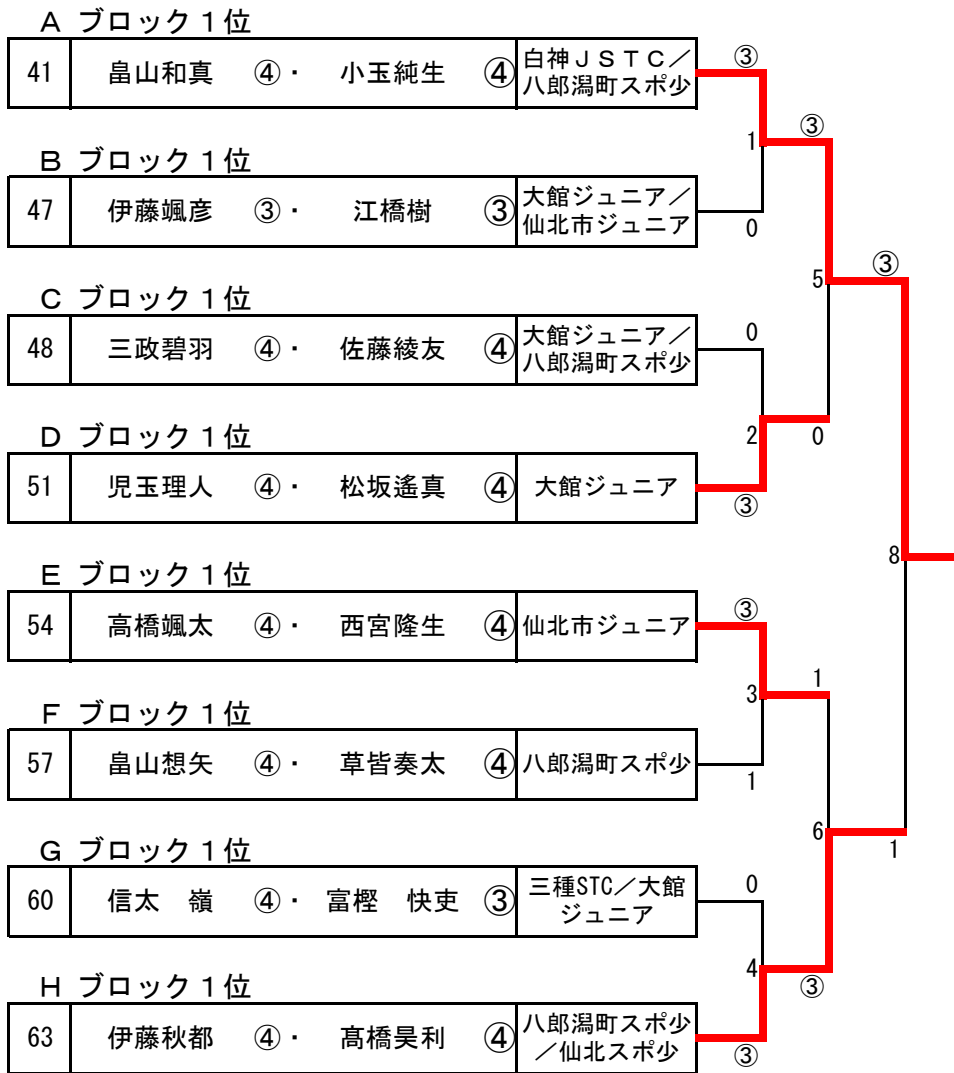 A ブロック１位
41 畠山和真 ④・ 小玉純生 ④ 白神ＪＳＴＣ／
八郎潟町スポ少
③
1
③
B ブロック１位
47 伊藤颯彦 ③・ 江橋樹 ③ 大館ジュニア／
仙北市ジュニア
0
5
③
C ブロック１位
48 三政碧羽 ④・ 佐藤綾友 ④ 大館ジュニア／
八郎潟町スポ少
0
2
0
D ブロック１位
51 児玉理人 ④・ 松坂遙真 ④ 大館ジュニア
③
8
E ブロック１位
54 高橋颯太 ④・ 西宮隆生 ④ 仙北市ジュニア
③
3
1
F ブロック１位
57 畠山想矢 ④・ 草皆奏太 ④ 八郎潟町スポ少
1
6
1
G ブロック１位
60 信太　嶺 ④・ 富樫　快吏 ③ 三種STC／大館
ジュニア
0
4
③
H ブロック１位
63 伊藤秋都 ④・ 髙橋昊利 ④ 八郎潟町スポ少
／仙北スポ少
③